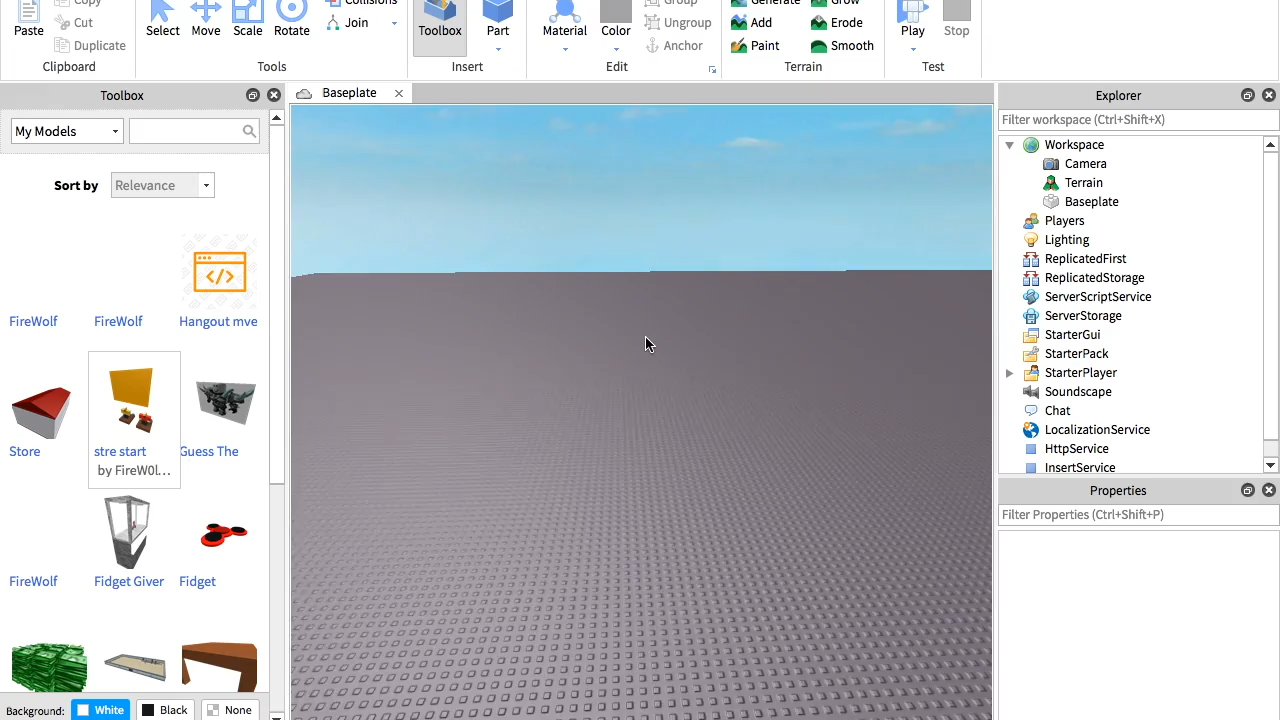 Copy
Collisions
Group
Generate
Grow
Paste
Cut
Select
Move
Scale
Rotate
Join
Toolbox
Part
Material
Color
Ungroup
Add
Erode
Play
Stop
Duplicate
Anchor
Paint
Smooth
Clipboard
Tools
Insert
Edit
Terrain
Test
Toolbox
My Models
Sort by
Relevance
FireWolf
FireWolf
Hangout mve
Store
stre start
by FireW0l...
Guess The
FireWolf
Fidget Giver
Fidget
Background:
White
Black
None
Baseplate
Explorer
Filter workspace (Ctrl+Shift+X)
Workspace
Camera
Terrain
Baseplate
Players
Lighting
ReplicatedFirst
ReplicatedStorage
ServerScriptService
ServerStorage
StarterGui
StarterPack
StarterPlayer
Soundscape
Chat
LocalizationService
HttpService
InsertService
Properties
Filter Properties (Ctrl+Shift+P)